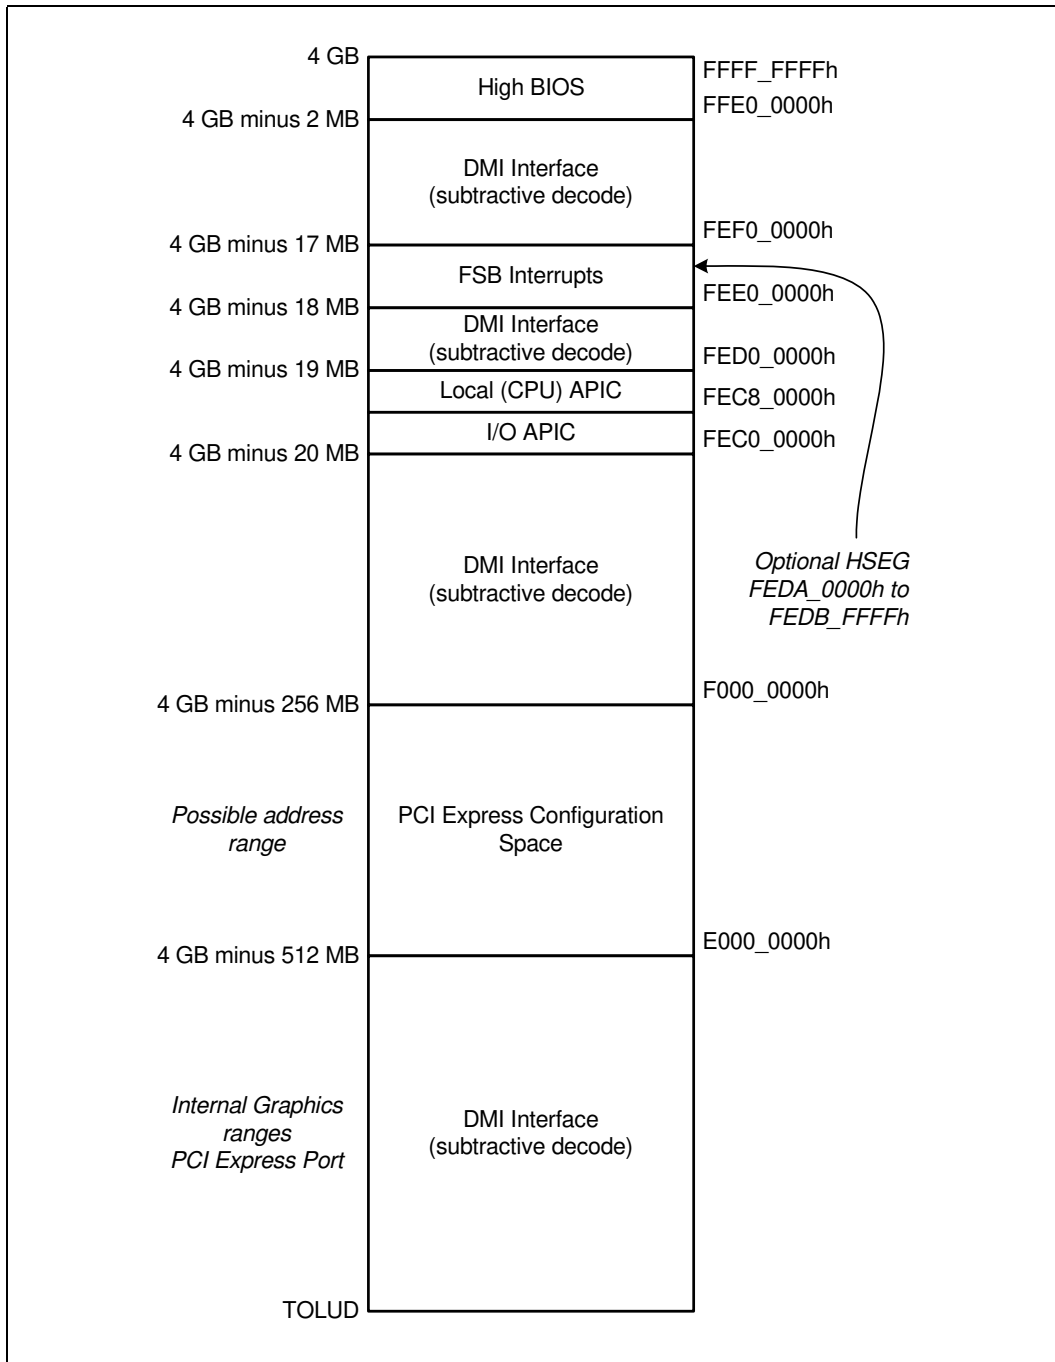 4 GB
FFFF_FFFFh
High BIOS
FFE0_0000h
4 GB minus 2 MB
DMI Interface
(subtractive decode)
FEF0_0000h
4 GB minus 17 MB
FSB Interrupts
FEE0_0000h
4 GB minus 18 MB
DMI Interface
(subtractive decode)
FED0_0000h
4 GB minus 19 MB
Local (CPU) APIC
FEC8_0000h
I/O APIC
FEC0_0000h
4 GB minus 20 MB
DMI Interface
(subtractive decode)
Optional HSEG
FEDA_0000h to
FEDB_FFFFh
F000_0000h
4 GB minus 256 MB
Possible address
range
PCI Express Configuration
Space
E000_0000h
4 GB minus 512 MB
Internal Graphics
ranges
PCI Express Port
DMI Interface
(subtractive decode)
TOLUD